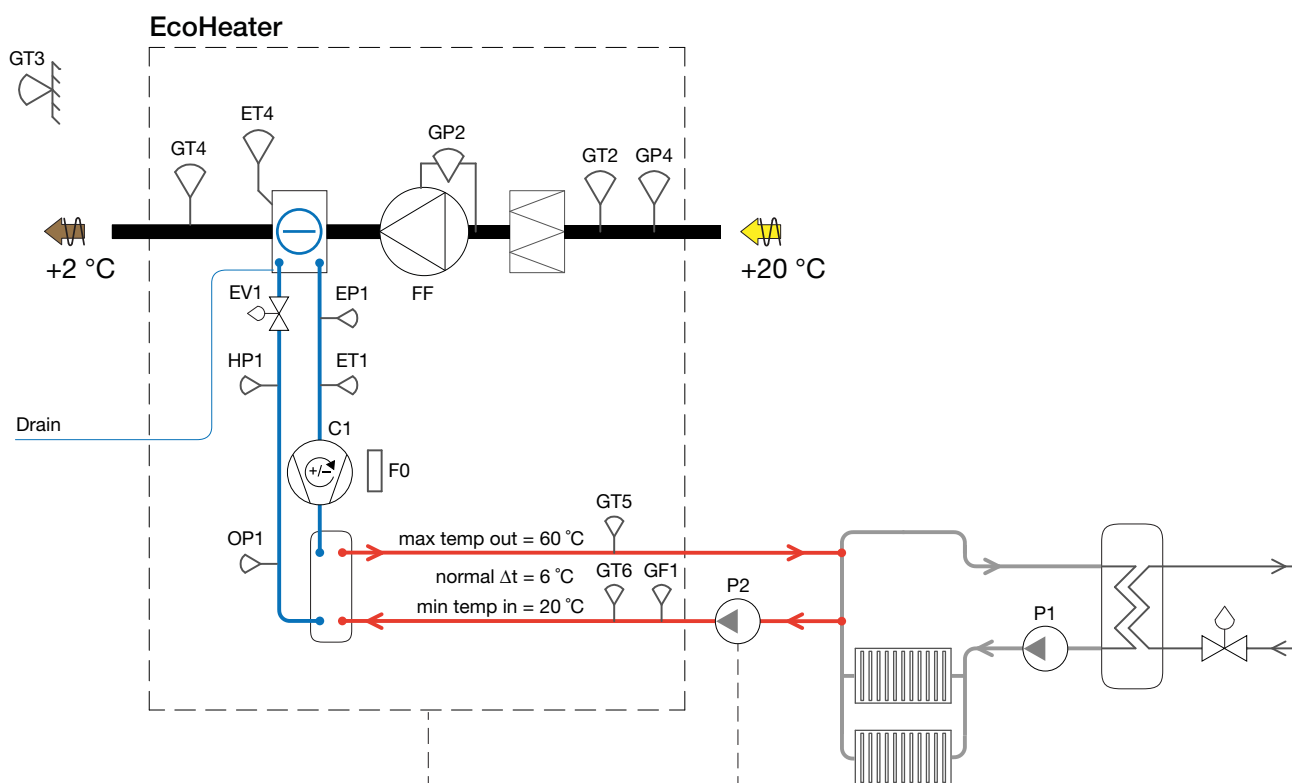 EcoHeater
GT3
ET4
GT4
GP2
GT2
GP4
+2 °C
+20 °C
FF
EV1
EP1
HP1
ET1
Drain
C1
+/−
F0
GT5
OP1
max temp out = 60 °C
normal Δt = 6 °C
GT6
GF1
min temp in = 20 °C
P2
P1